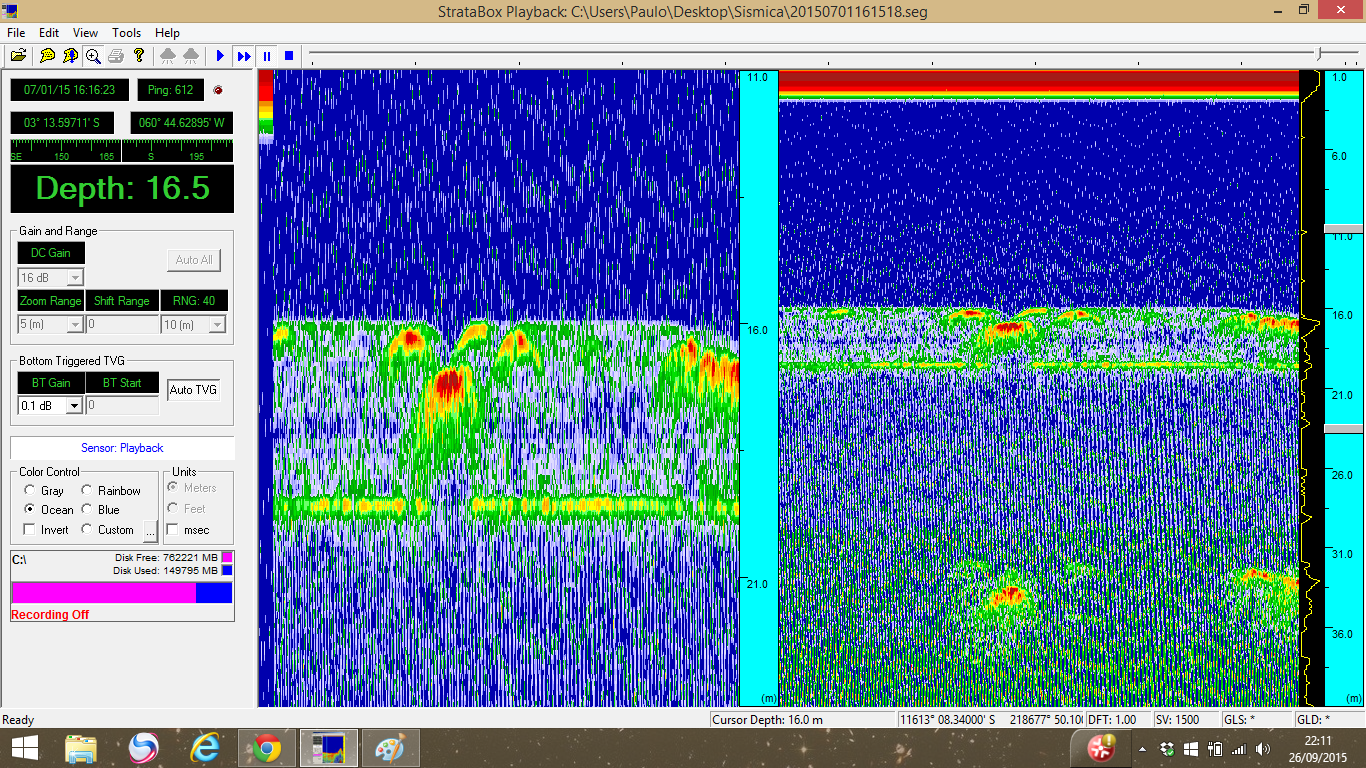 StrataBox Playback: C:\Users\Paulo\Desktop\Sismica\20150701161518.seg
File Edit View Tools Help
07/01/15 16:16:23 Ping: 612
03° 13.59711' S 060° 44.62895' W
SE 150 165 S 195
Depth: 16.5
Gain and Range
DC Gain Auto All
16 dB
Zoom Range Shift Range RNG: 40
5 (m) 0 10 (m)
Bottom Triggered TVG
BT Gain BT Start Auto TVG
0.1 dB 0
Sensor: Playback
Color Control Units
Gray Rainbow Meters
Ocean Blue Feet
Invert Custom ... msec
C:\ Disk Free: 762221 MB
Disk Used: 149796 MB
Recording Off
11.0
16.0
21.0
(m)
1.0
6.0
11.0
16.0
21.0
26.0
31.0
36.0
(m)
Ready Cursor Depth: 16.0 m 11613° 08.34000' S 218677° 50.10 DFT: 1.00 SV: 1500 GLS: * GLD: *
22:11
26/09/2015